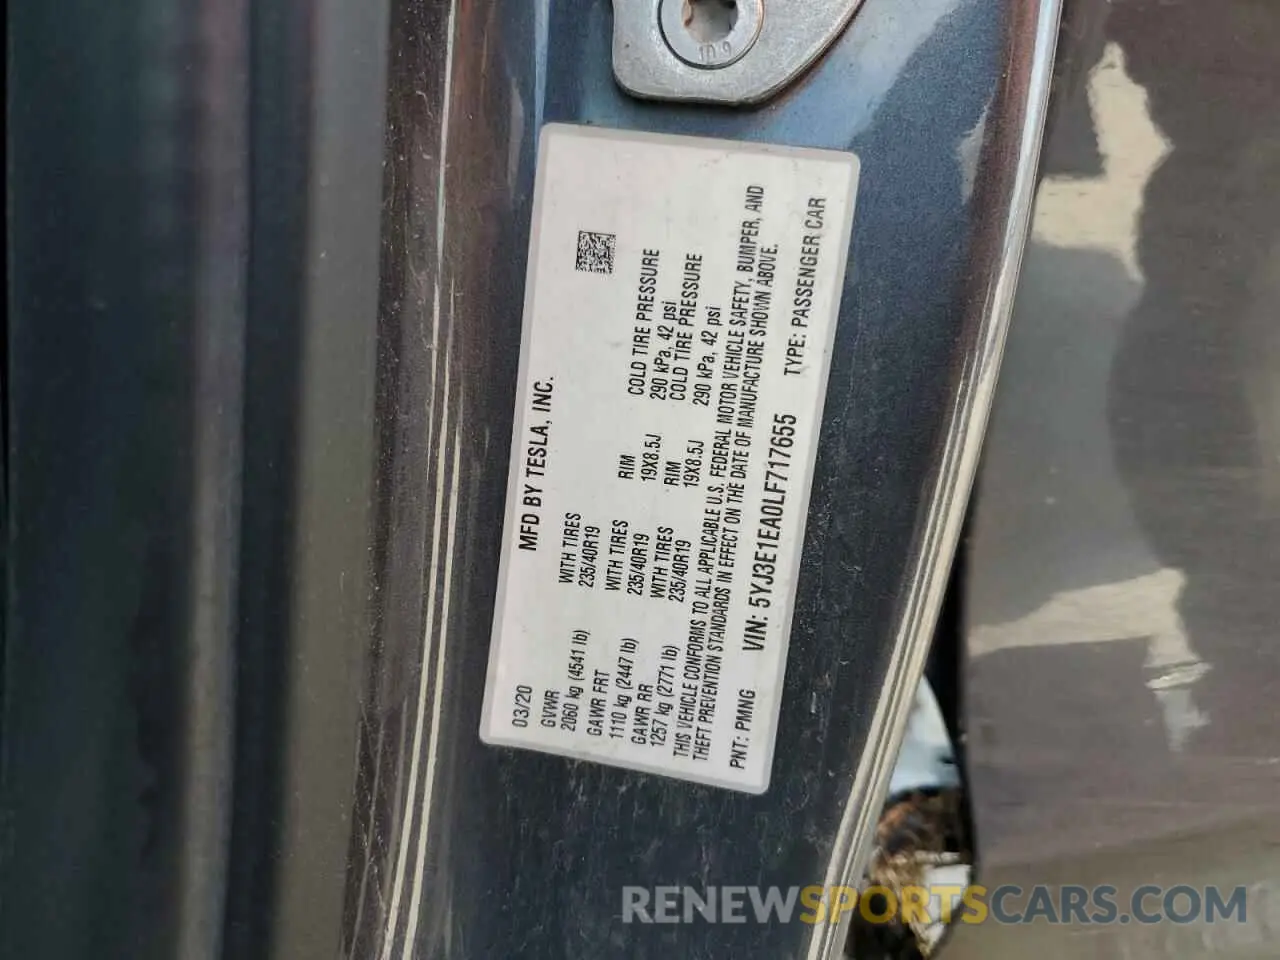 10.9
MFD BY TESLA, INC.
03/20
GVWR
2060 kg (4541 lb)
WITH TIRES
235/40R19
RIM
19X8.5J
COLD TIRE PRESSURE
290 kPa, 42 psi
GAWR FRT
1110 kg (2447 lb)
WITH TIRES
235/40R19
RIM
19X8.5J
COLD TIRE PRESSURE
290 kPa, 42 psi
GAWR RR
1257 kg (2771 lb)
WITH TIRES
235/40R19
THIS VEHICLE CONFORMS TO ALL APPLICABLE U.S. FEDERAL MOTOR VEHICLE SAFETY, BUMPER, AND
THEFT PREVENTION STANDARDS IN EFFECT ON THE DATE OF MANUFACTURE SHOWN ABOVE.
PNT: PMNG VIN: 5YJ3E1EA0LF717655 TYPE: PASSENGER CAR
RENEWSPORTSCARS.COM